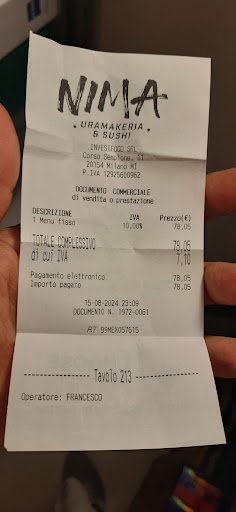 NIMA
URAMAKERIA
& SUSHI
INVESTFOOD SRL
Corso Sempione, 11
20154 Milano MI
P.IVA 12925600962
DOCUMENTO COMMERCIALE
di vendita o prestazione
DESCRIZIONE IVA Prezzo(€)
1 Menu fisso 10,00% 78,05
TOTALE COMPLESSIVO 78,05
di cui IVA 7,10
Pagamento elettronico 78,05
Importo pagato 78,05
15-08-2024 23:09
DOCUMENTO N. 1972-0061
RT 99MEX057615
Tavolo 213
Operatore: FRANCESCO